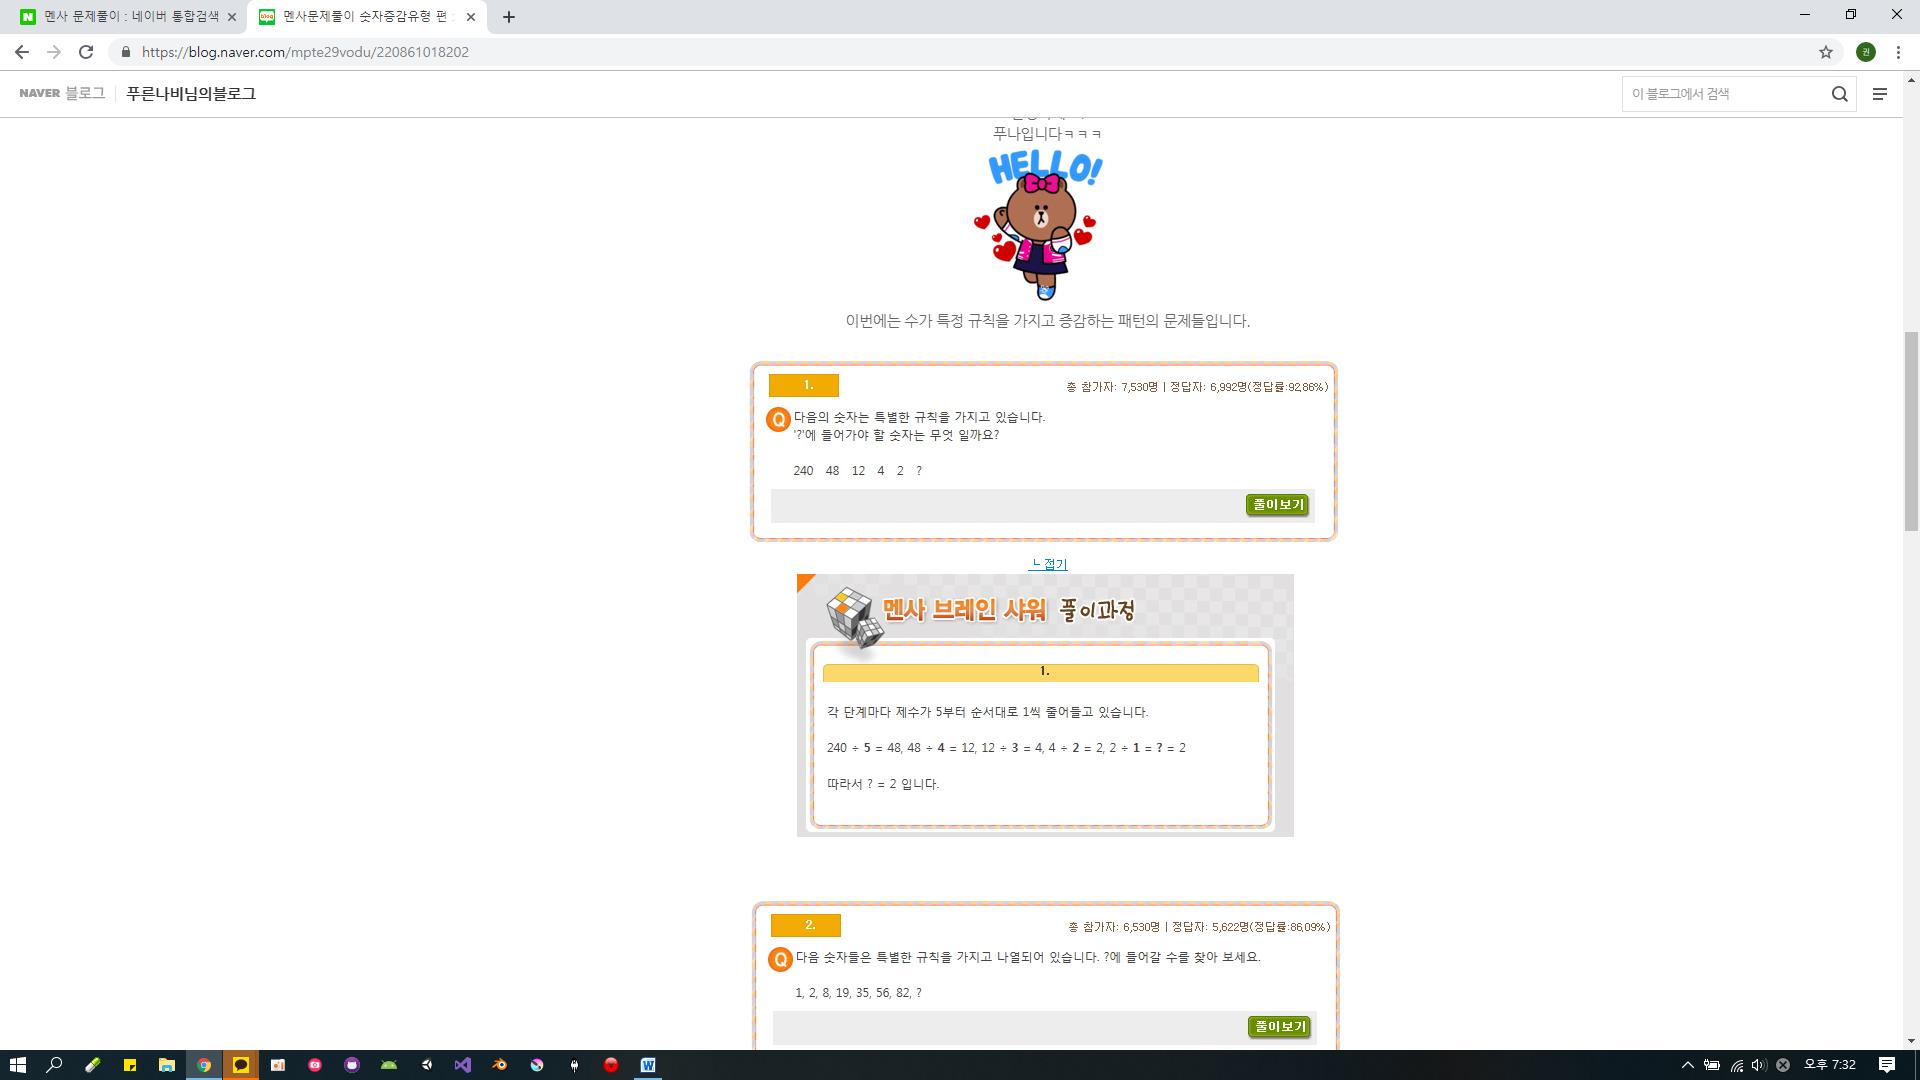 멘사 문제풀이 : 네이버 통합검색
멘사문제풀이 숫자증감유형 편 :
https://blog.naver.com/mpte29vodu/220861018202
권
NAVER 블로그
푸른나비님의블로그
이 블로그에서 검색
푸나입니다ㅋㅋㅋ
HELLO!
이번에는 수가 특정 규칙을 가지고 증감하는 패턴의 문제들입니다.
1.
총 참가자: 7,530명 | 정답자: 6,992명(정답률:92,86%)
Q 다음의 숫자는 특별한 규칙을 가지고 있습니다.
'?'에 들어가야 할 숫자는 무엇 일까요?
240 48 12 4 2 ?
풀이보기
ㄴ접기
멘사 브레인 샤워 풀이과정
1.
각 단계마다 제수가 5부터 순서대로 1씩 줄어들고 있습니다.
240 ÷ 5 = 48, 48 ÷ 4 = 12, 12 ÷ 3 = 4, 4 ÷ 2 = 2, 2 ÷ 1 = ? = 2
따라서 ? = 2 입니다.
2.
총 참가자: 6,530명 | 정답자: 5,622명(정답률:86,09%)
Q 다음 숫자들은 특별한 규칙을 가지고 나열되어 있습니다. ?에 들어갈 수를 찾아 보세요.
1, 2, 8, 19, 35, 56, 82, ?
풀이보기
오후 7:32